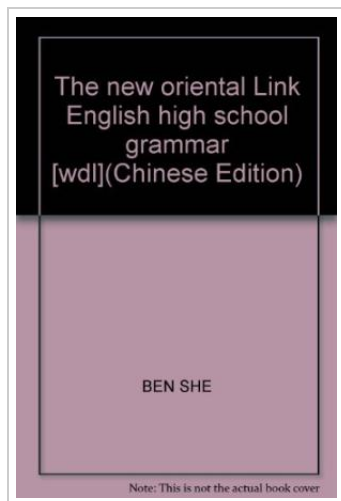 The new oriental Link
English high school
grammar
[wdl](Chinese Edition)
BEN SHE
Note: This is not the actual book cover